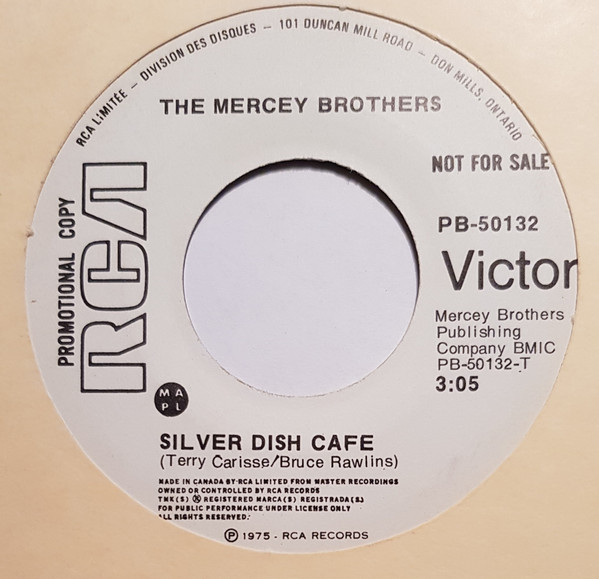 RCA LIMITÉE — DIVISION DES DISQUES — 101 DUNCAN MILL ROAD — DON MILLS, ONTARIO
THE MERCEY BROTHERS
NOT FOR SALE
PROMOTIONAL COPY
RCA
PB-50132
Victor
Mercey Brothers
Publishing
Company BMIC
PB-50132-T
3:05
MA
PL
SILVER DISH CAFE
(Terry Carisse/Bruce Rawlins)
MADE IN CANADA BY RCA LIMITED FROM MASTER RECORDINGS
OWNED OR CONTROLLED BY RCA RECORDS
TMK(S) ® REGISTERED MARCA(S) REGISTRADA(S)
FOR PUBLIC PERFORMANCE UNDER LICENSE ONLY
ALL RIGHTS RESERVED.
℗ 1975 - RCA RECORDS